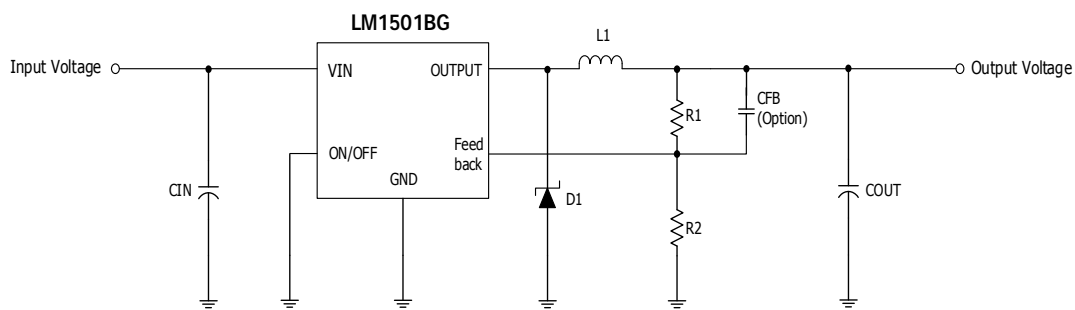 LM1501BG
L1
Input Voltage
VIN
OUTPUT
Output Voltage
CFB
(Option)
R1
ON/OFF
Feed
back
GND
CIN
D1
R2
COUT